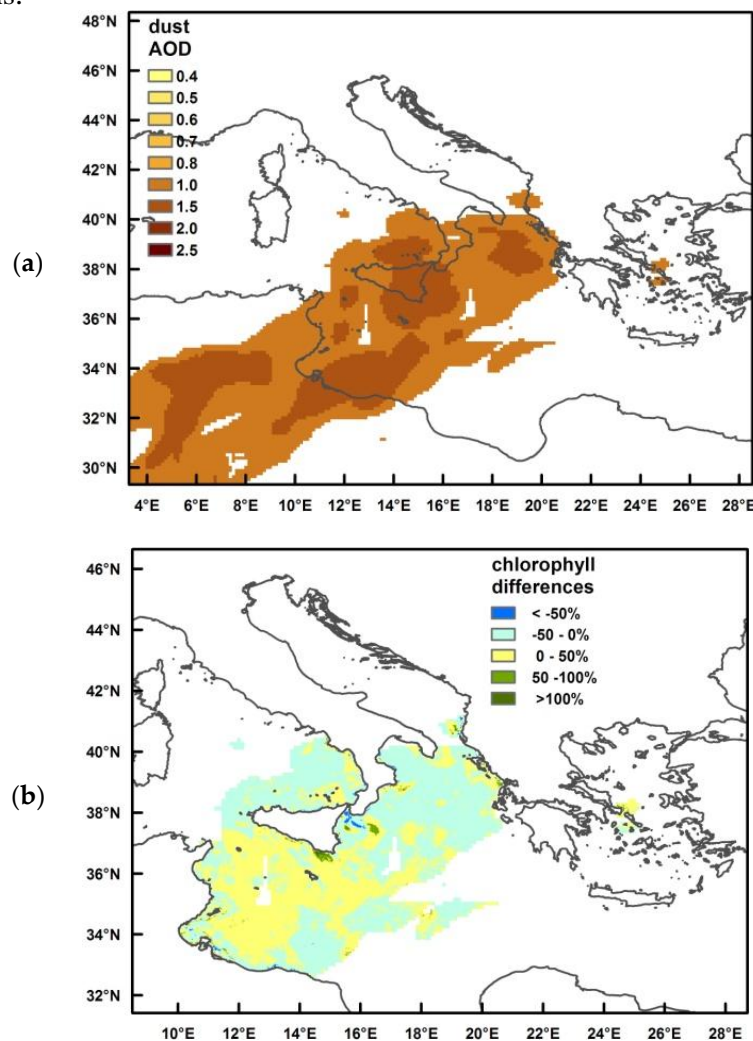 dust
AOD
0.4
0.5
0.6
0.7
0.8
1.0
1.5
2.0
2.5
48°N
46°N
44°N
42°N
40°N
38°N
36°N
34°N
32°N
30°N
(a)
4°E 6°E 8°E 10°E 12°E 14°E 16°E 18°E 20°E 22°E 24°E 26°E 28°E
chlorophyll
differences
< -50%
-50 - 0%
0 - 50%
50 -100%
>100%
46°N
44°N
42°N
40°N
38°N
36°N
34°N
32°N
(b)
10°E 12°E 14°E 16°E 18°E 20°E 22°E 24°E 26°E 28°E